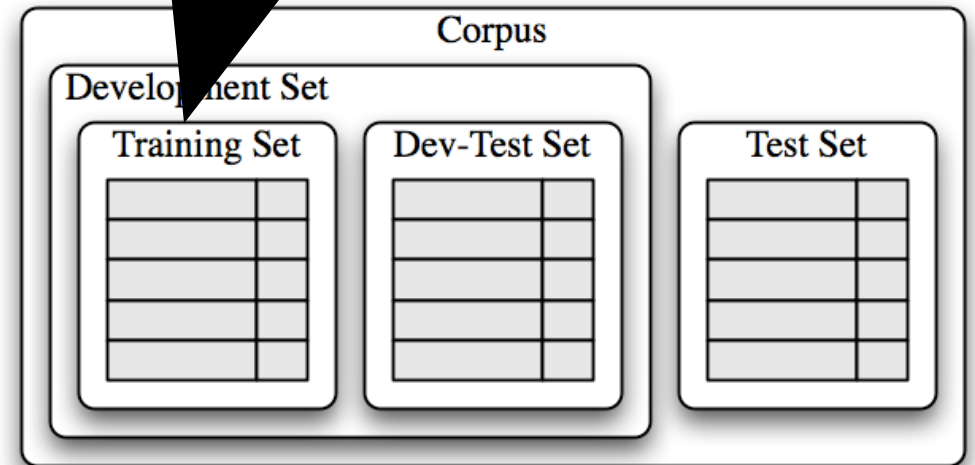 Corpus
Development Set
Training Set
Dev-Test Set
Test Set